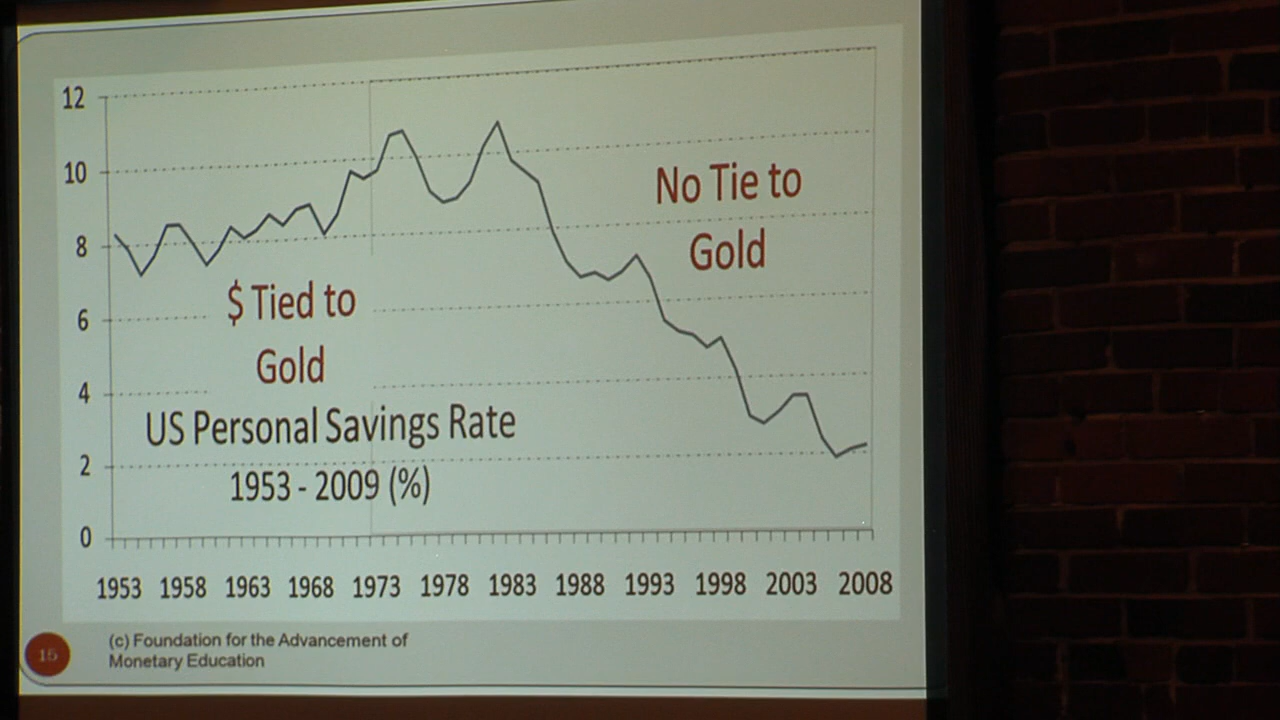 12
10
8
6
4
2
0
No Tie to
Gold
$ Tied to
Gold
US Personal Savings Rate
1953 - 2009 (%)
1953 1958 1963 1968 1973 1978 1983 1988 1993 1998 2003 2008
15
(c) Foundation for the Advancement of
Monetary Education